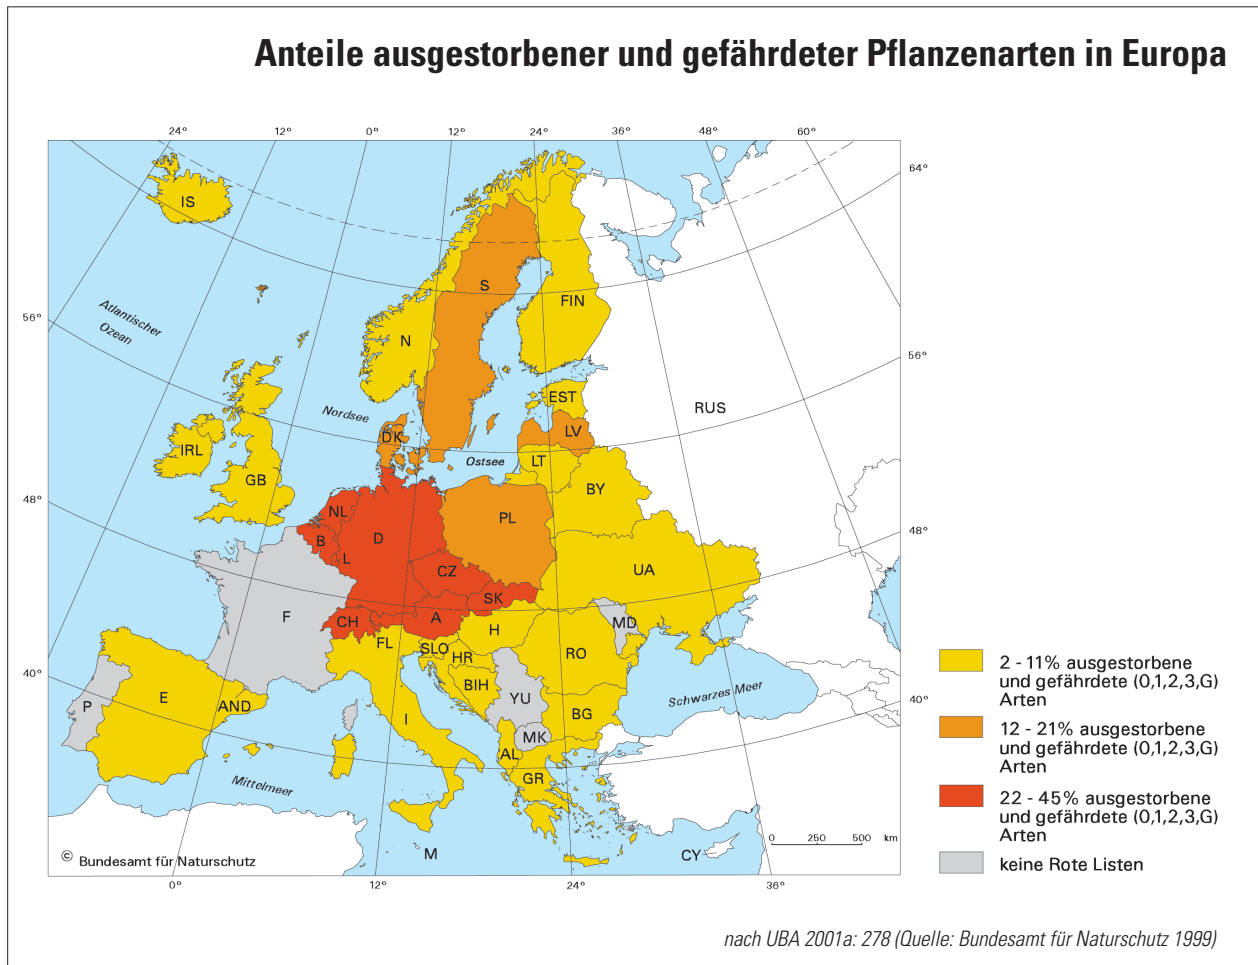 Anteile ausgestorbener und gefährdeter Pflanzenarten in Europa
24°
12°
0°
12°
24°
36°
48°
60°
64°
IS
S
FIN
Atlantischer
Ozean
56°
N
56°
EST
RUS
Nordsee
DK
LV
IRL
Ostsee
LT
GB
BY
48°
NL
PL
48°
B
D
L
CZ
UA
SK
F
CH
A
MD
H
FL
SLO
HR
RO
40°
BIH
E
YU
Schwarzes Meer
40°
P
AND
I
BG
MK
AL
GR
Mittelmeer
0
250
500
km
M
CY
© Bundesamt für Naturschutz
0°
12°
24°
36°
2 - 11% ausgestorbene
und gefährdete (0,1,2,3,G)
Arten
12 - 21% ausgestorbene
und gefährdete (0,1,2,3,G)
Arten
22 - 45% ausgestorbene
und gefährdete (0,1,2,3,G)
Arten
keine Rote Listen
nach UBA 2001a: 278 (Quelle: Bundesamt für Naturschutz 1999)